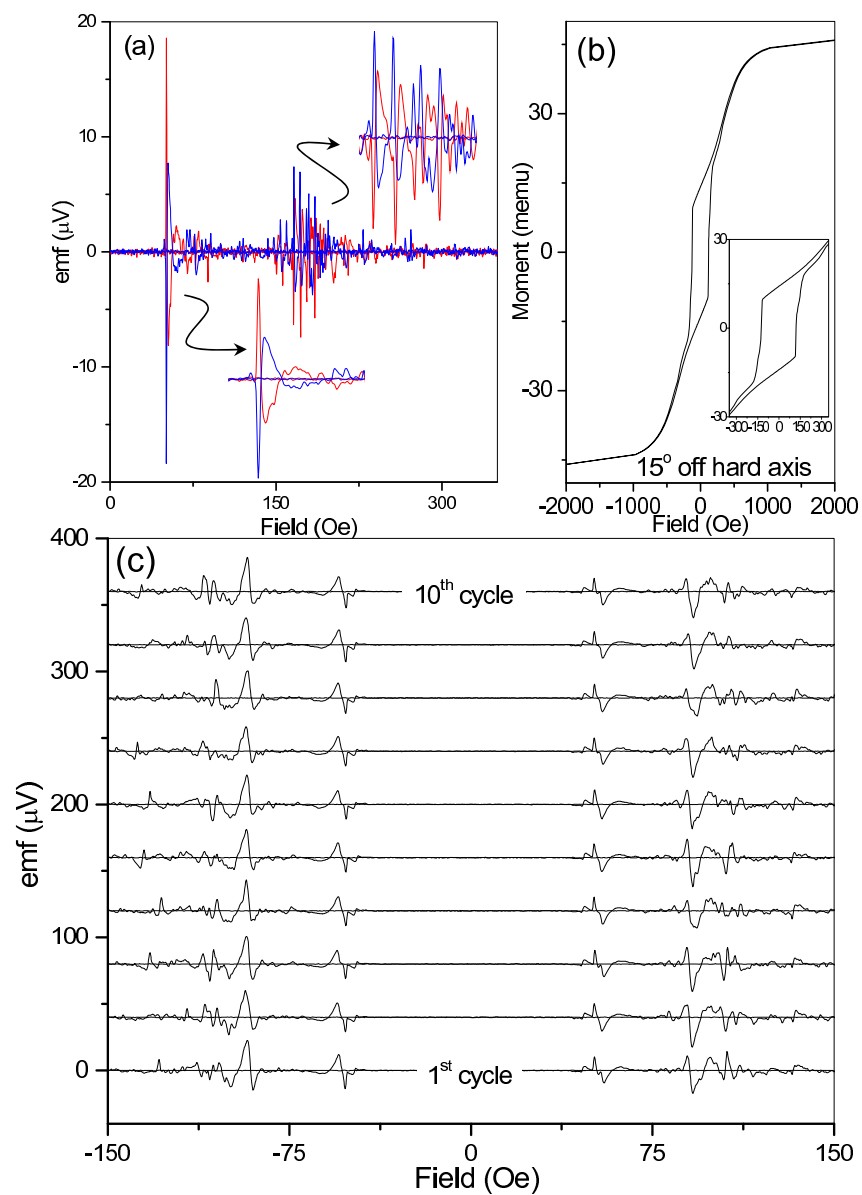 (a)
20
10
0
-10
-20
emf (μV)
0
150
300
Field (Oe)
(b)
30
0
-30
Moment (memu)
30
0
-30
-300
-150
0
150
300
15° off hard axis
-2000
-1000
0
1000
2000
Field (Oe)
(c)
400
300
200
100
0
emf (μV)
10th cycle
1st cycle
-150
-75
0
75
150
Field (Oe)